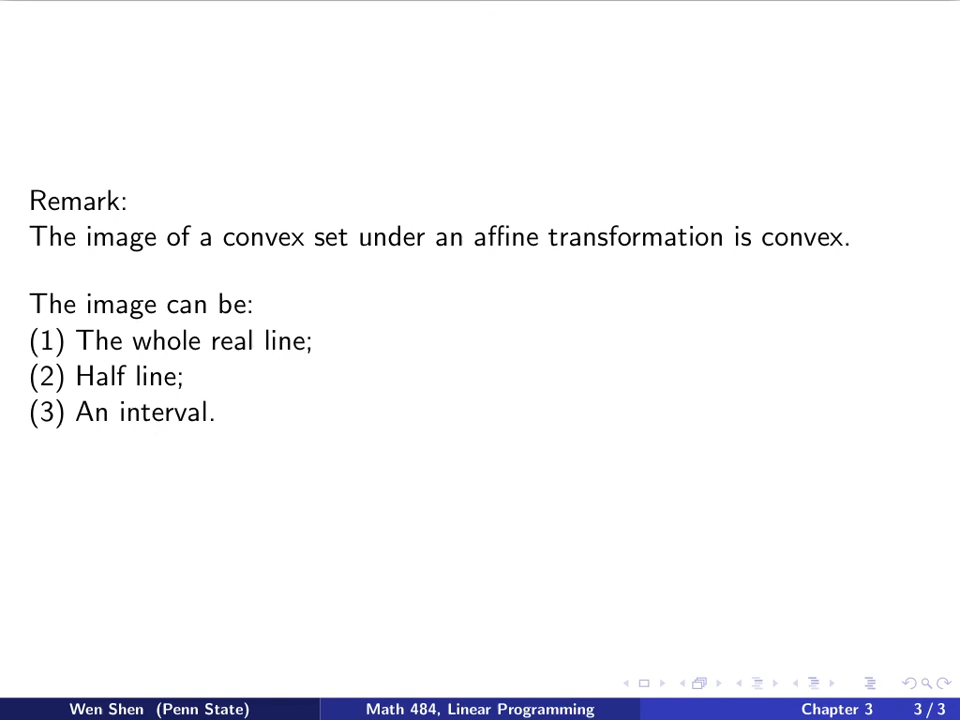 Remark:
The image of a convex set under an affine transformation is convex.
The image can be:
(1) The whole real line;
(2) Half line;
(3) An interval.
Wen Shen (Penn State) Math 484, Linear Programming Chapter 3 3 / 3